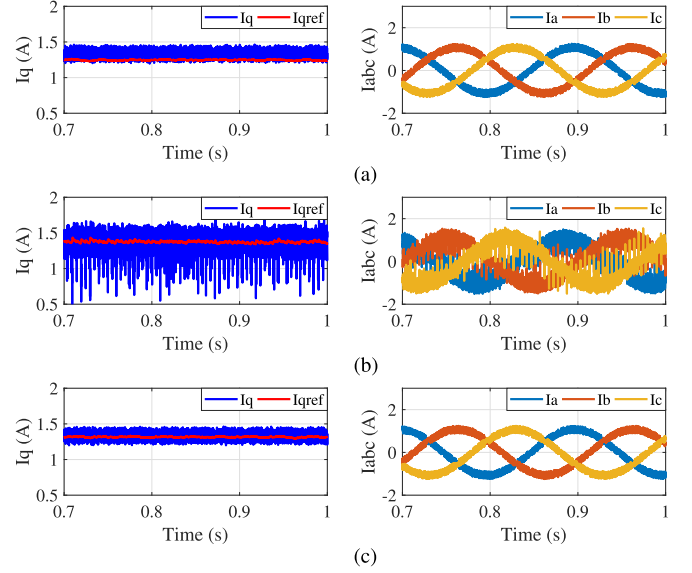 2 Iq Iqref
1.5
1
0.5
0.7 0.8 0.9 1
Time (s)
Iq (A)
Ia Ib Ic
2
0
-2
0.7 0.8 0.9 1
Time (s)
Iabc (A)
(a)
2 Iq Iqref
1.5
1
0.5
0.7 0.8 0.9 1
Time (s)
Iq (A)
Ia Ib Ic
2
0
-2
0.7 0.8 0.9 1
Time (s)
Iabc (A)
(b)
2 Iq Iqref
1.5
1
0.5
0.7 0.8 0.9 1
Time (s)
Iq (A)
Ia Ib Ic
2
0
-2
0.7 0.8 0.9 1
Time (s)
Iabc (A)
(c)